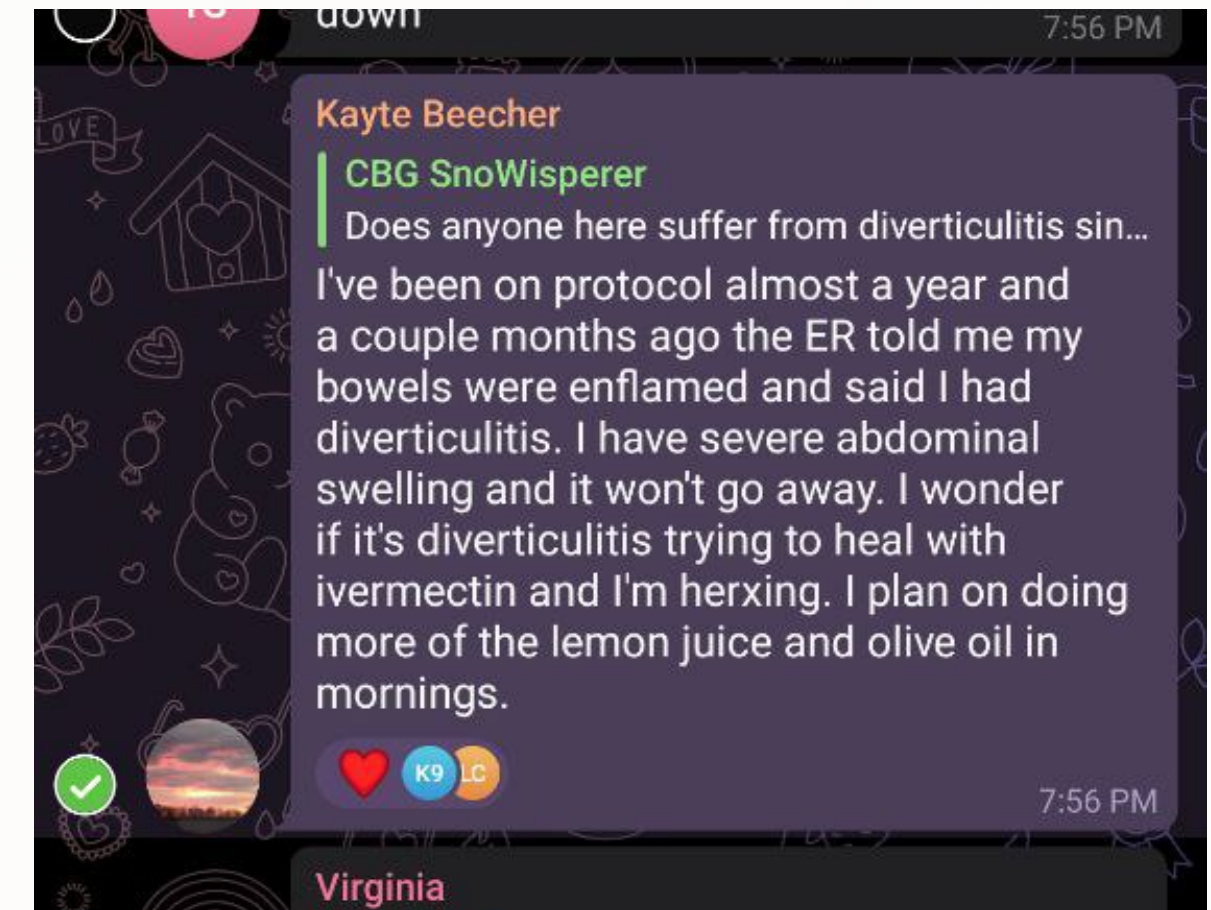 down
7:56 PM
LOVE
Kayte Beecher
CBG SnoWisperer
Does anyone here suffer from diverticulitis sin...
I've been on protocol almost a year and
a couple months ago the ER told me my
bowels were enflamed and said I had
diverticulitis. I have severe abdominal
swelling and it won't go away. I wonder
if it's diverticulitis trying to heal with
ivermectin and I'm herxing. I plan on doing
more of the lemon juice and olive oil in
mornings.
K9 LC
7:56 PM
Virginia